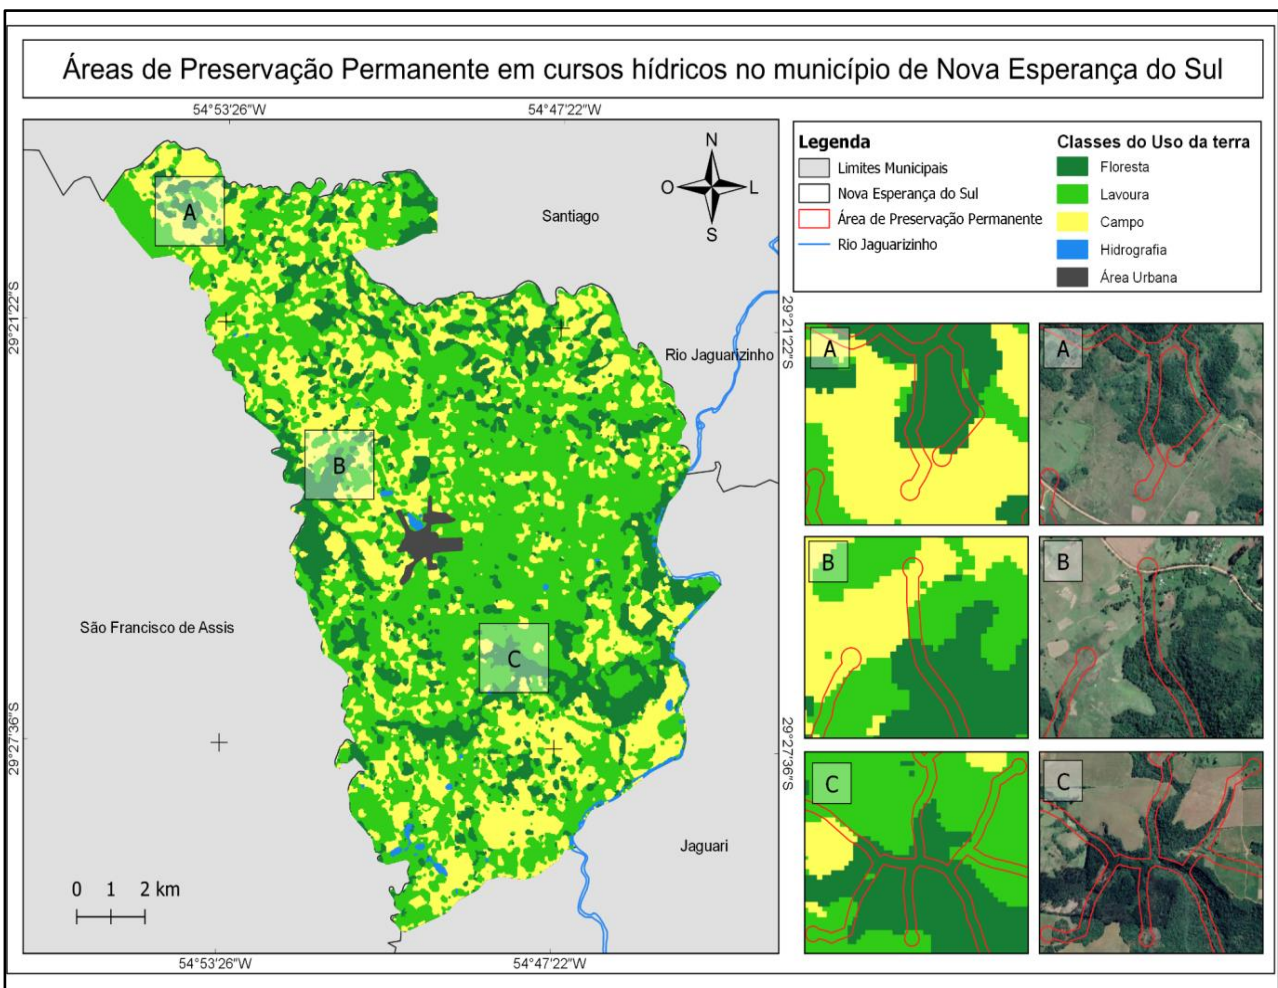 Áreas de Preservação Permanente em cursos hídricos no município de Nova Esperança do Sul
54°53'26"W
54°47'22"W
29°21'22"S
29°27'36"S
A
B
C
N
O
L
S
Santiago
Rio Jaguarizinho
São Francisco de Assis
Jaguari
0 1 2 km
29°21'22"S
29°27'36"S
54°53'26"W
54°47'22"W
Legenda
Limites Municipais
Nova Esperança do Sul
Área de Preservação Permanente
Rio Jaguarizinho
Classes do Uso da terra
Floresta
Lavoura
Campo
Hidrografia
Área Urbana
A
A
B
B
C
C